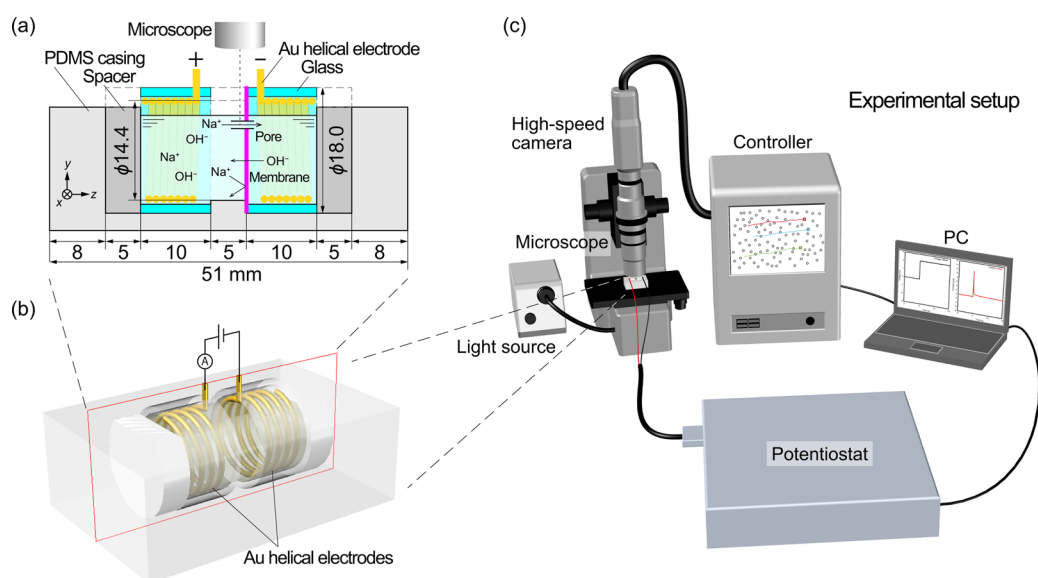 (a)
Microscope
PDMS casing
Spacer
+
−
Au helical electrode
Glass
ϕ14.4
Na⁺
OH⁻
Pore
Na⁺
OH⁻
OH⁻
Na⁺
Membrane
ϕ18.0
y
x
z
8
5
10
5
10
5
8
51 mm
(b)
A
Au helical electrodes
(c)
Experimental setup
High-speed
camera
Controller
Microscope
PC
Light source
Potentiostat